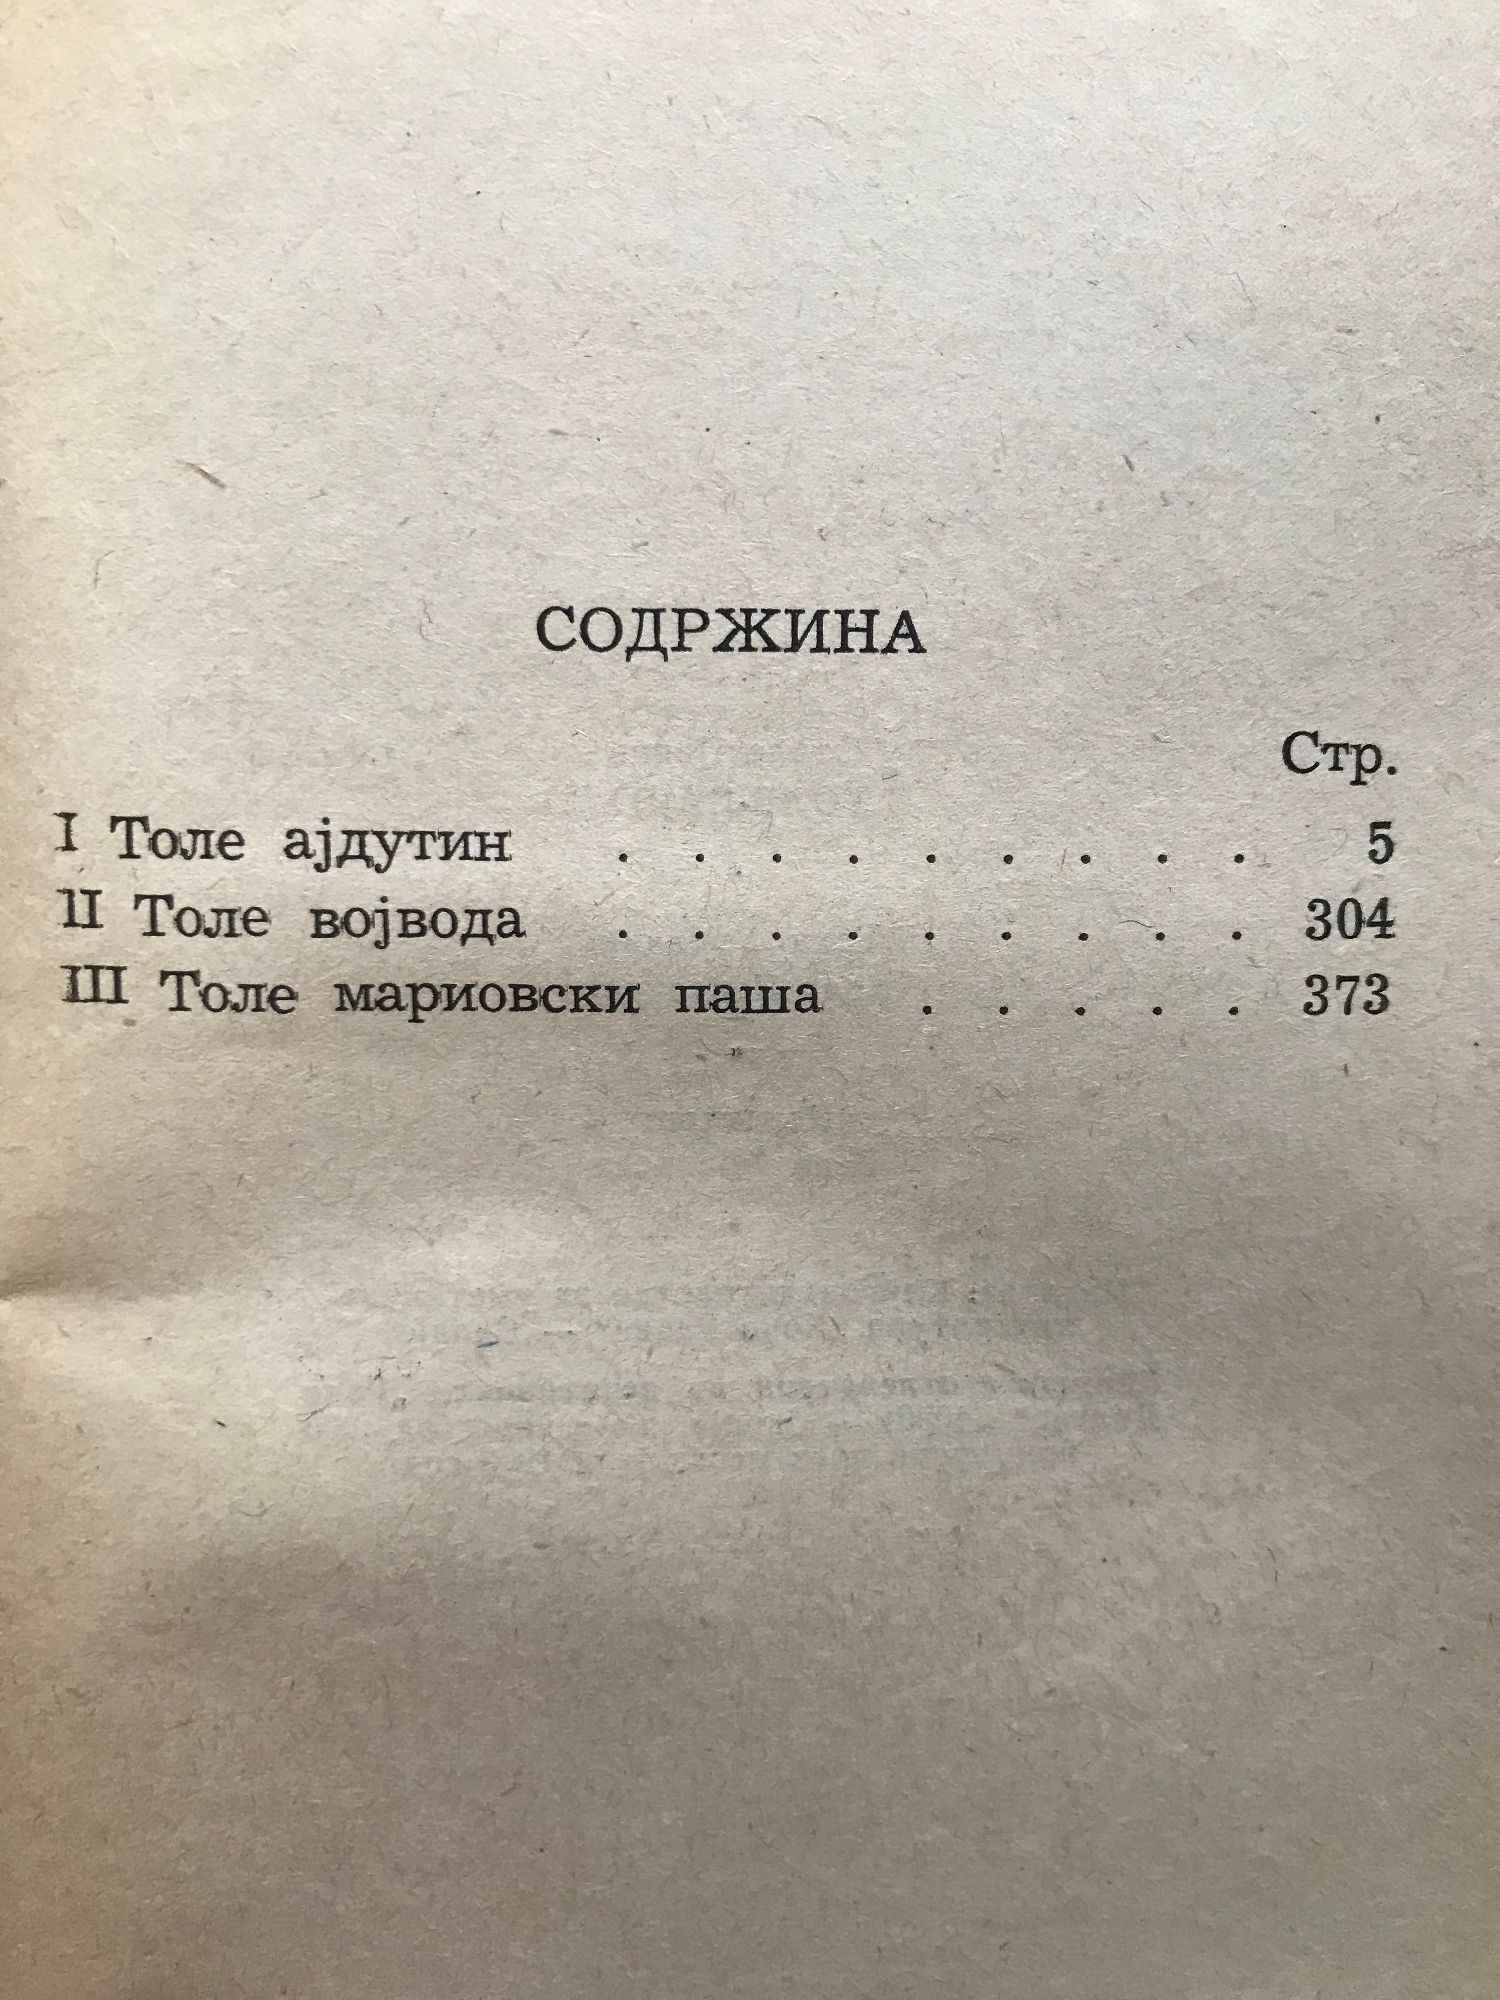 СОДРЖИНА
Стр.
I Толе ајдутин . . . . . . . . . 5
II Толе војвода . . . . . . . . . 304
III Толе мариовски паша . . . . . 373